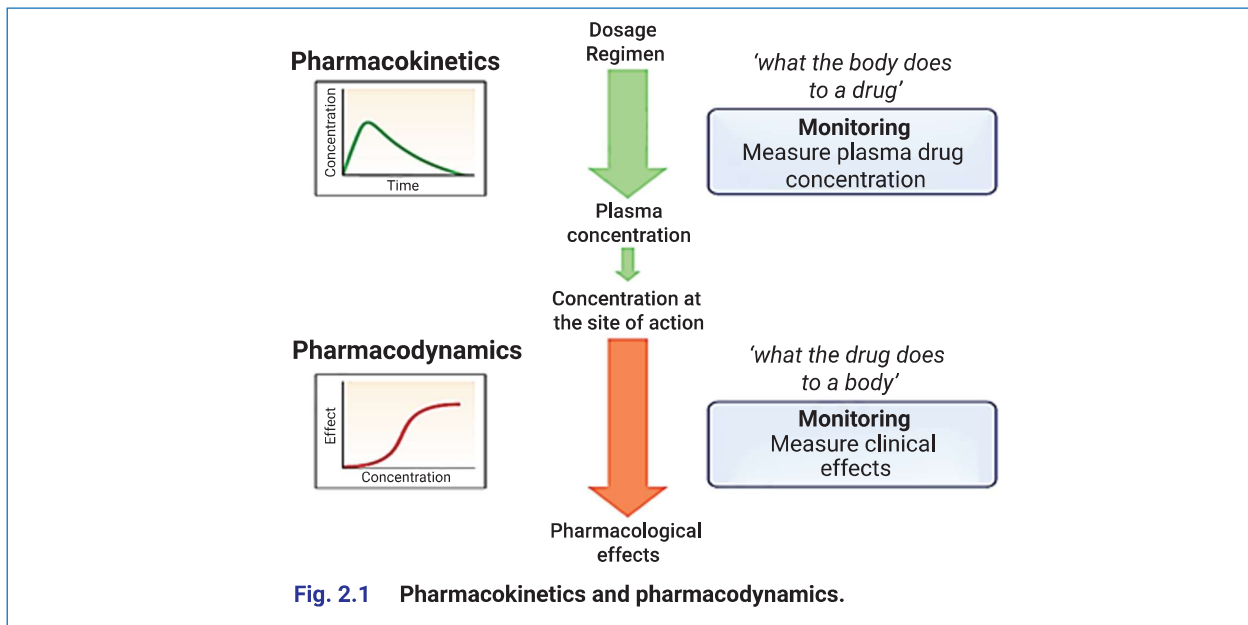 Dosage
Regimen
Pharmacokinetics
Concentration
Time
‘what the body does
to a drug’
Monitoring
Measure plasma drug
concentration
Plasma
concentration
Concentration at
the site of action
Pharmacodynamics
Effect
Concentration
‘what the drug does
to a body’
Monitoring
Measure clinical
effects
Pharmacological
effects
Fig. 2.1 Pharmacokinetics and pharmacodynamics.